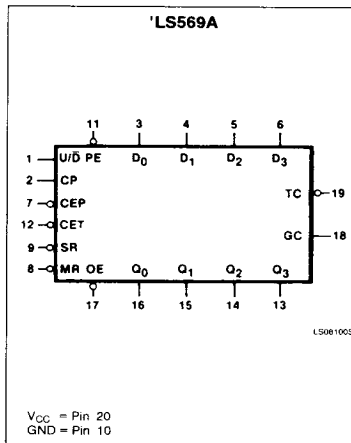 'LS569A
11 3 4 5 6
1 U/D̅ PE D₀ D₁ D₂ D₃
2 CP
TC 19
7 CEP
12 CET
GC 18
9 SR
8 MR OE Q₀ Q₁ Q₂ Q₃
17 16 15 14 13
LS08100S
V_CC = Pin 20
GND = Pin 10